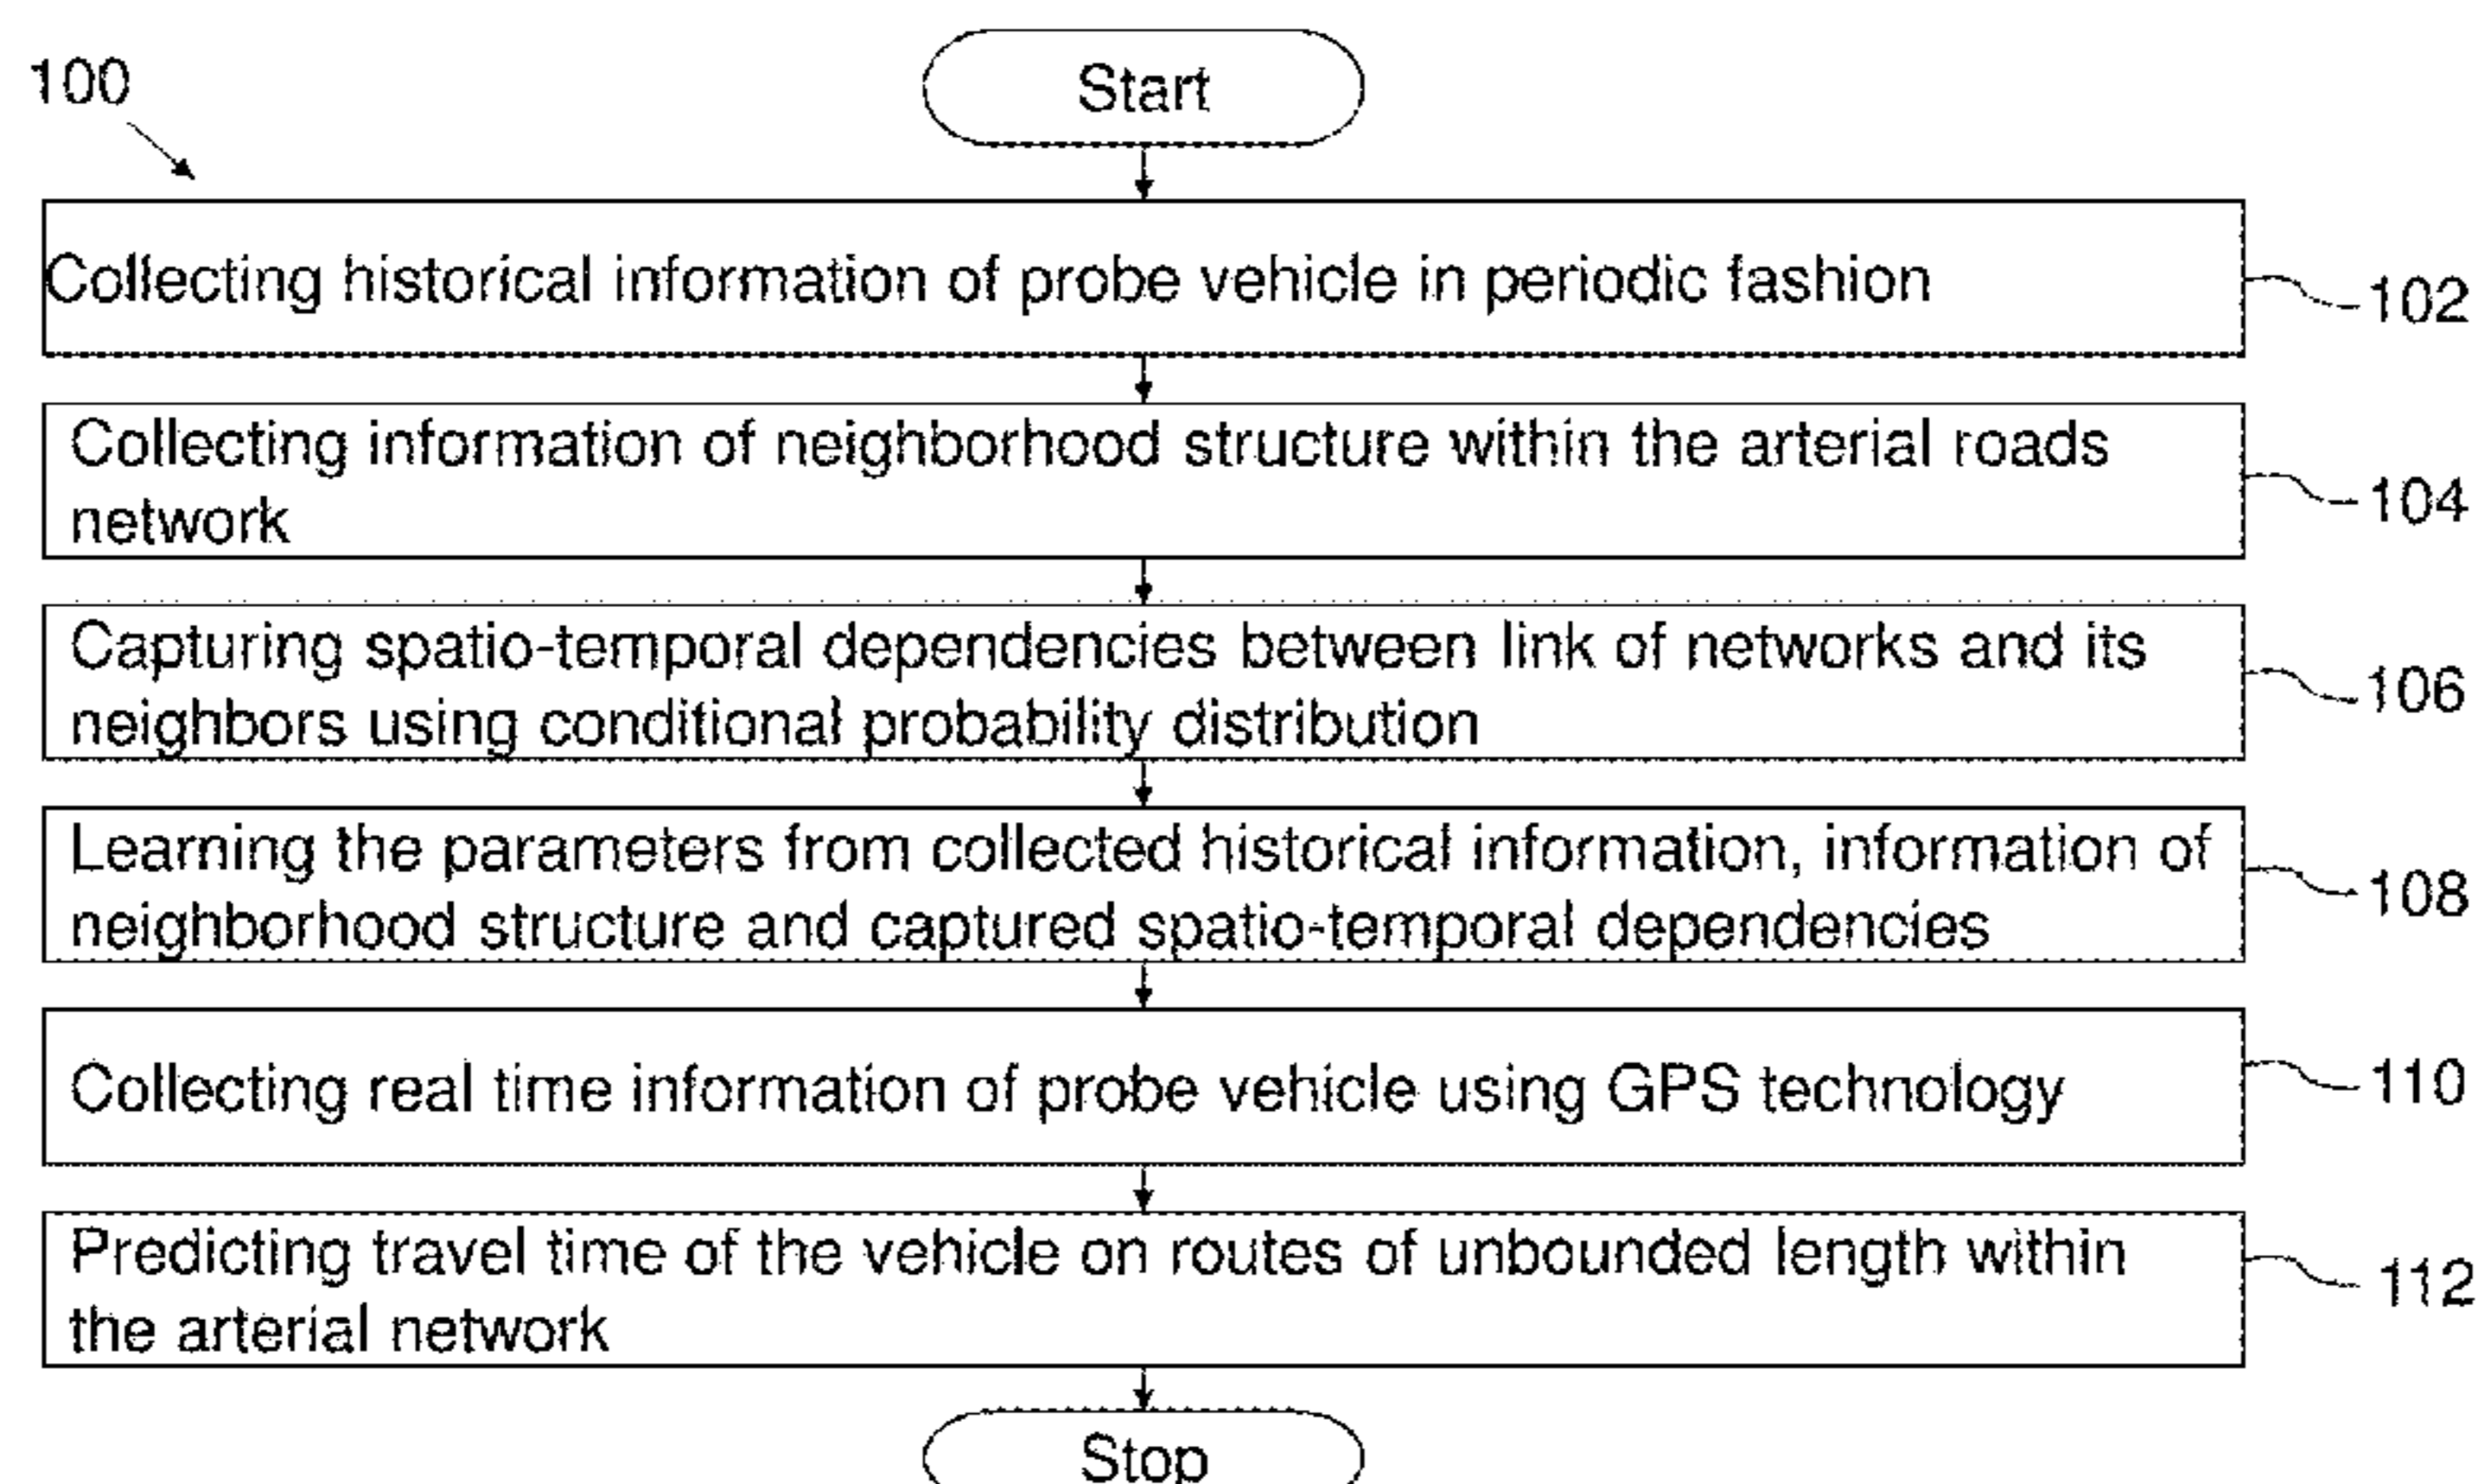 100
Start
Collecting historical information of probe vehicle in periodic fashion
102
Collecting information of neighborhood structure within the arterial roads
network
104
Capturing spatio-temporal dependencies between link of networks and its
neighbors using conditional probability distribution
106
Learning the parameters from collected historical information, information of
neighborhood structure and captured spatio-temporal dependencies
108
Collecting real time information of probe vehicle using GPS technology
110
Predicting travel time of the vehicle on routes of unbounded length within
the arterial network
112
Stop